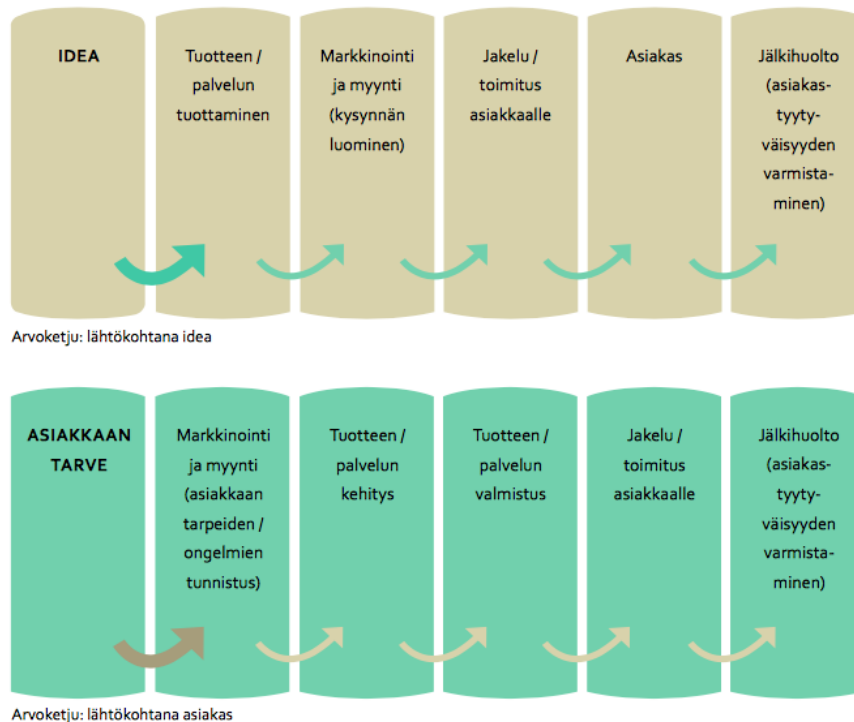 IDEA
Tuotteen /
palvelun
tuottaminen
Markkinointi
ja myynti
(kysynnän
luominen)
Jakelu /
toimitus
asiakkaalle
Asiakas
Jälkihuolto
(asiakas-
tyyty-
väisyyden
varmista-
minen)
Arvoketju: lähtökohtana idea
ASIAKKAAN
TARVE
Markkinointi
ja myynti
(asiakkaan
tarpeiden /
ongelmien
tunnistus)
Tuotteen /
palvelun
kehitys
Tuotteen /
palvelun
valmistus
Jakelu /
toimitus
asiakkaalle
Jälkihuolto
(asiakas-
tyyty-
väisyyden
varmista-
minen)
Arvoketju: lähtökohtana asiakas